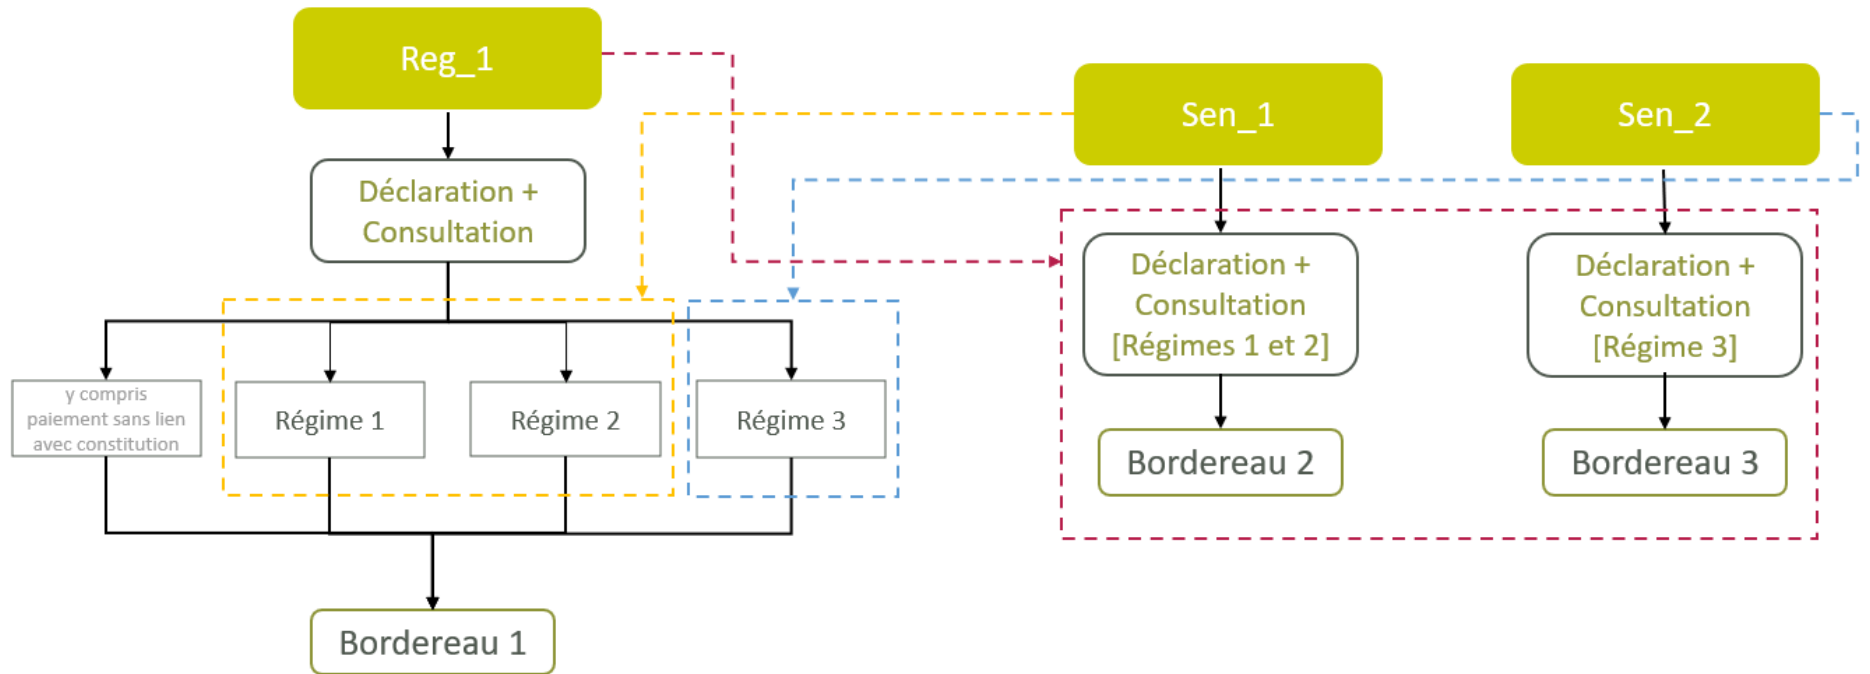 Reg_1
Sen_1
Sen_2
Déclaration +
Consultation
Déclaration +
Consultation
[Régimes 1 et 2]
Déclaration +
Consultation
[Régime 3]
y compris
paiement sans lien
avec constitution
Régime 1
Régime 2
Régime 3
Bordereau 2
Bordereau 3
Bordereau 1